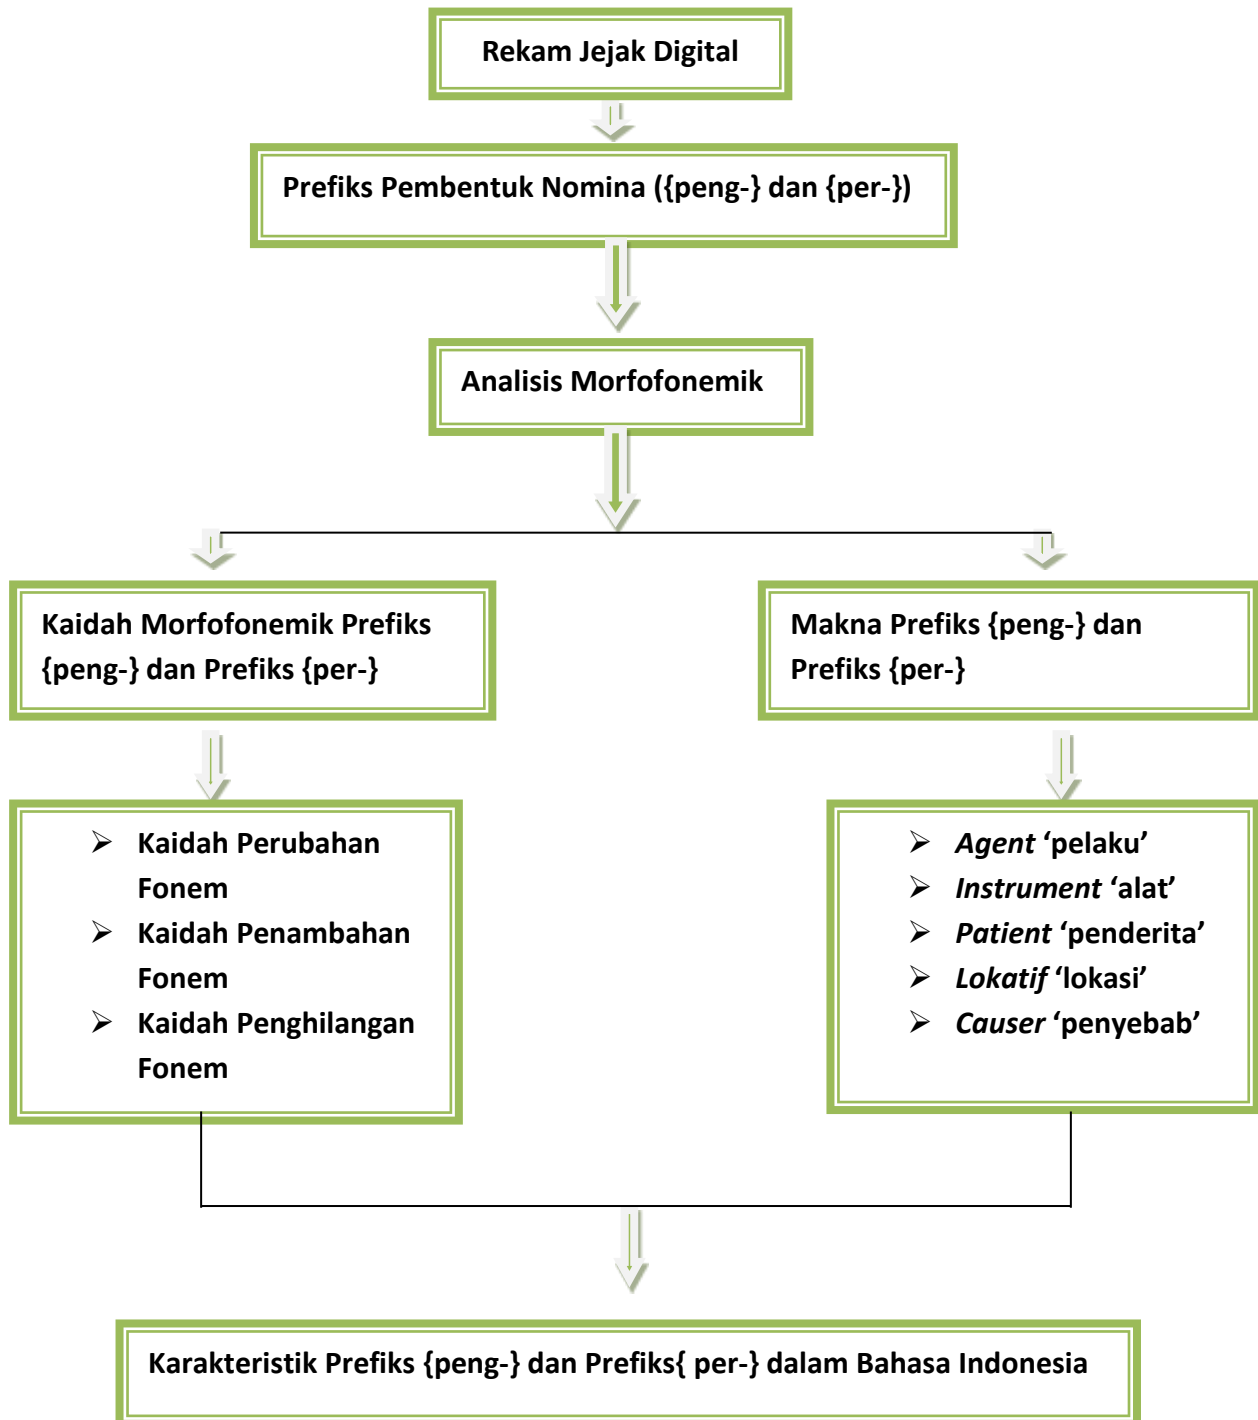 Rekam Jejak Digital
Prefiks Pembentuk Nomina ({peng-} dan {per-})
Analisis Morfofonemik
Kaidah Morfofonemik Prefiks
{peng-} dan Prefiks {per-}
Makna Prefiks {peng-} dan
Prefiks {per-}
➢ Kaidah Perubahan
Fonem
➢ Kaidah Penambahan
Fonem
➢ Kaidah Penghilangan
Fonem
➢ Agent ‘pelaku’
➢ Instrument ‘alat’
➢ Patient ‘penderita’
➢ Lokatif ‘lokasi’
➢ Causer ‘penyebab’
Karakteristik Prefiks {peng-} dan Prefiks{ per-} dalam Bahasa Indonesia